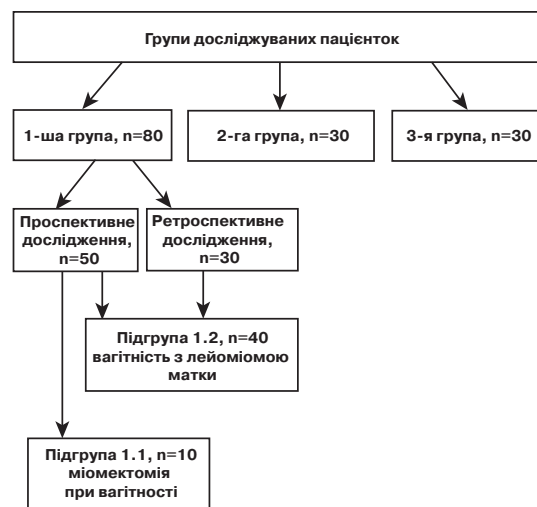 Групи досліджуваних пацієнток
1-ша група, n=80
2-га група, n=30
3-я група, n=30
Проспективне
дослідження,
n=50
Ретроспективне
дослідження,
n=30
Підгрупа 1.2, n=40
вагітність з лейоміомою
матки
Підгрупа 1.1, n=10
міомектомія
при вагітності